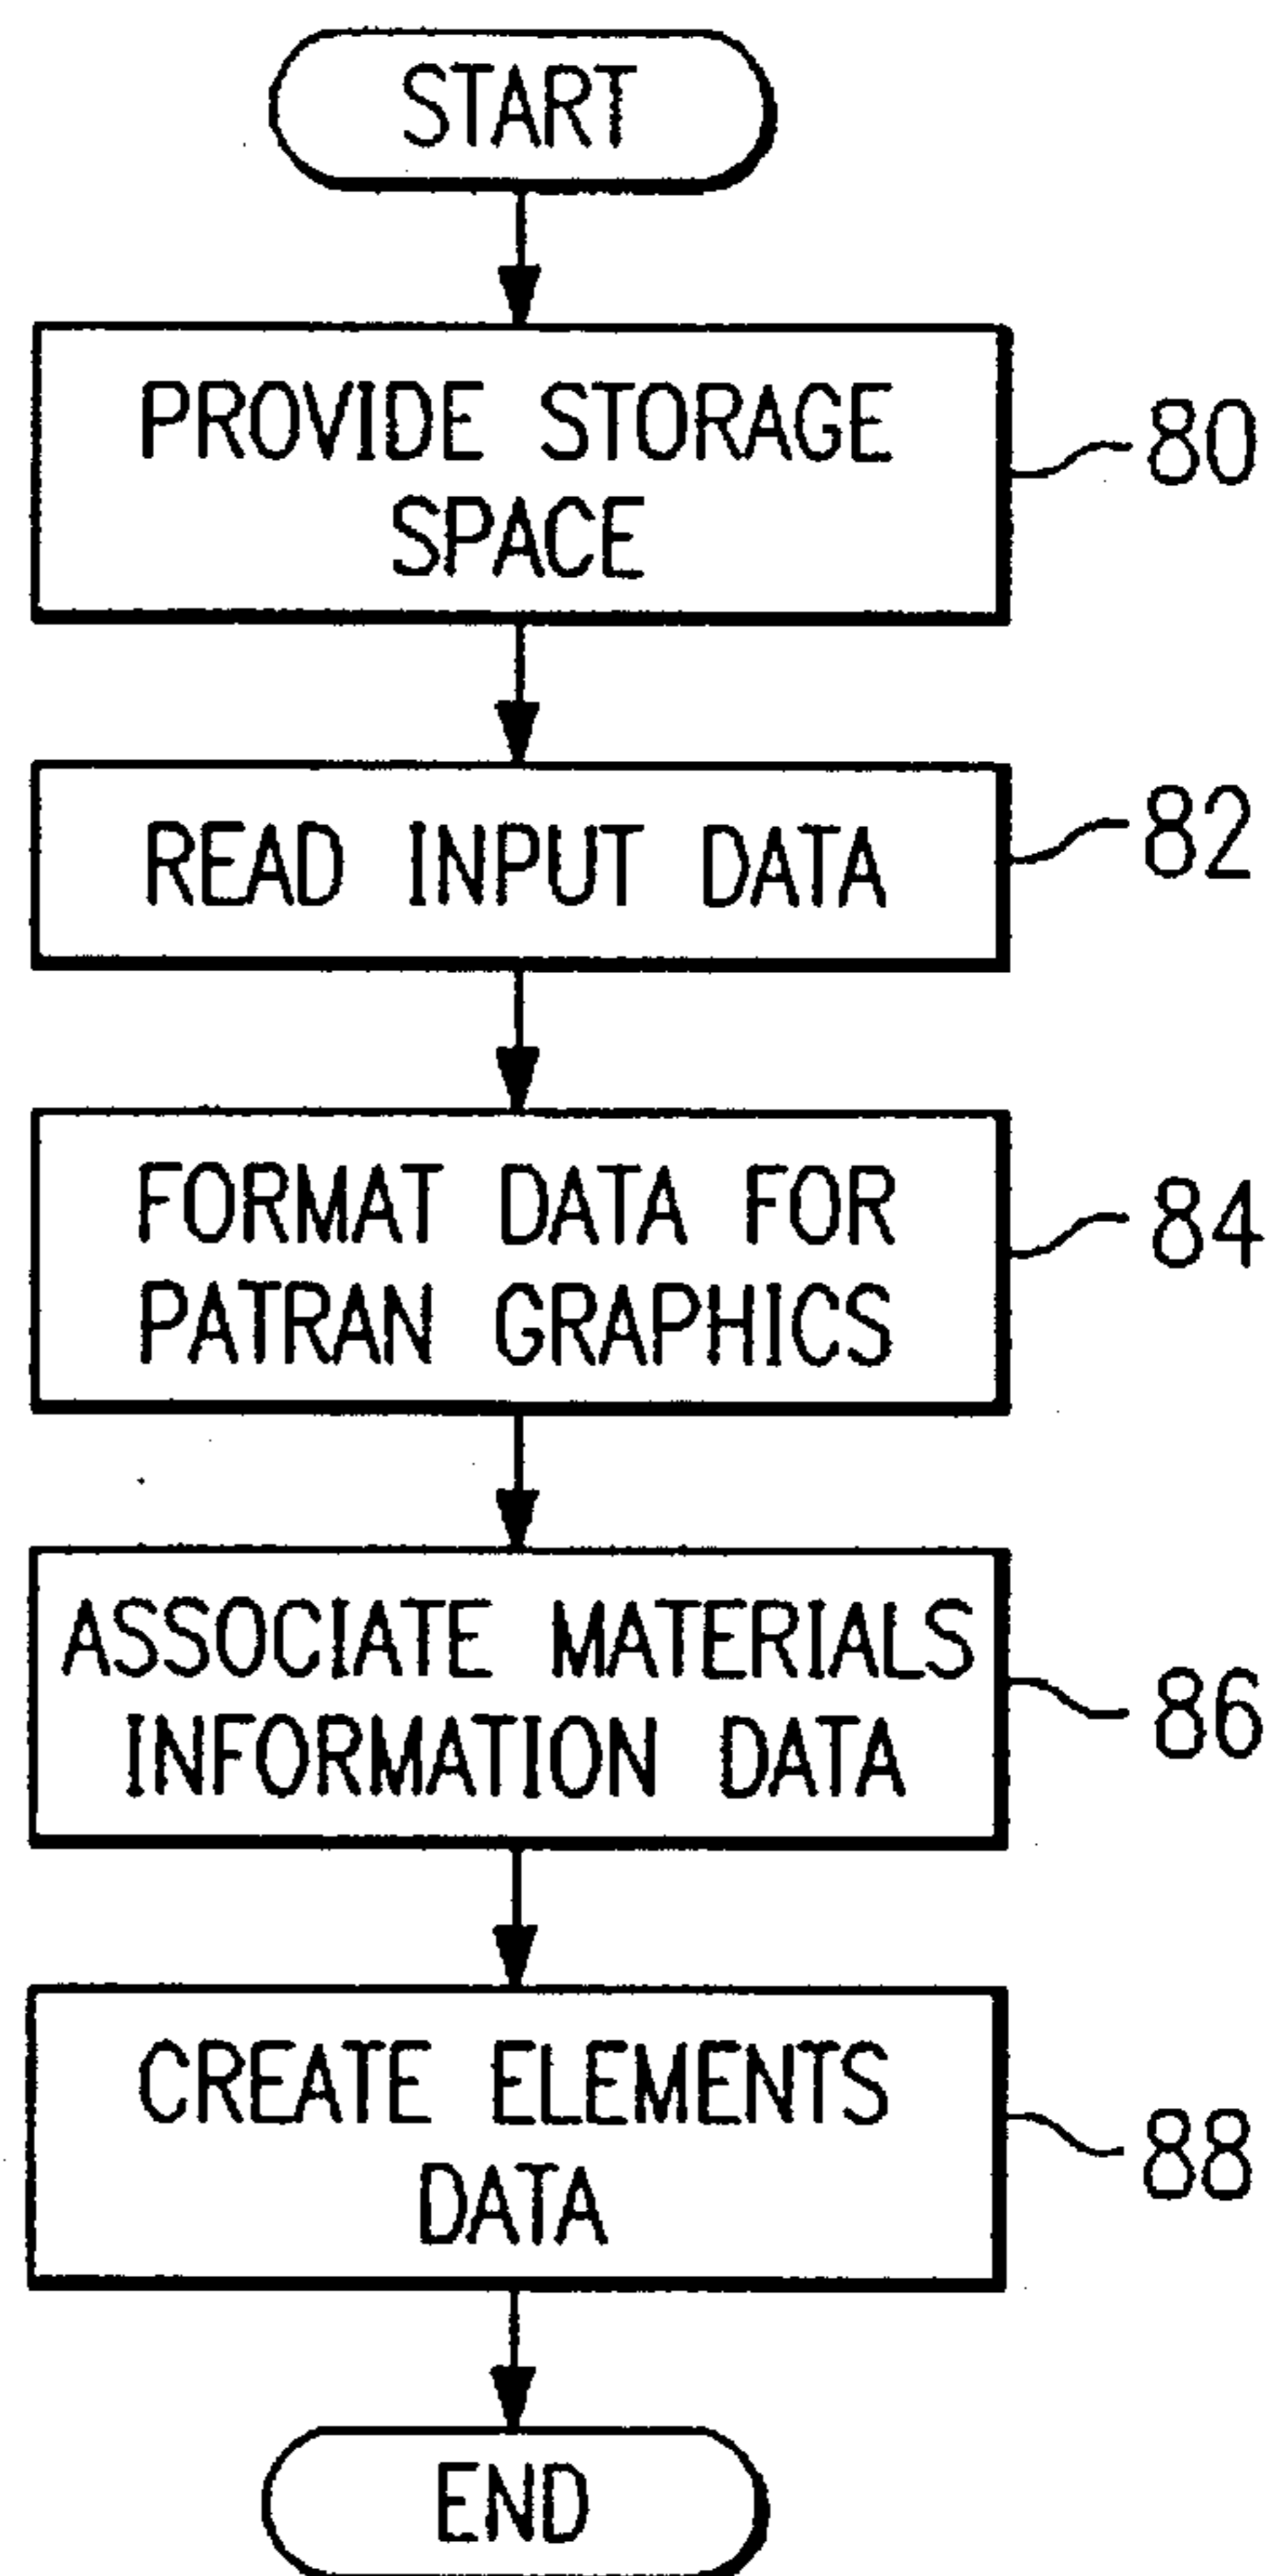 START
PROVIDE STORAGE
SPACE
80
READ INPUT DATA
82
FORMAT DATA FOR
PATRAN GRAPHICS
84
ASSOCIATE MATERIALS
INFORMATION DATA
86
CREATE ELEMENTS
DATA
88
END